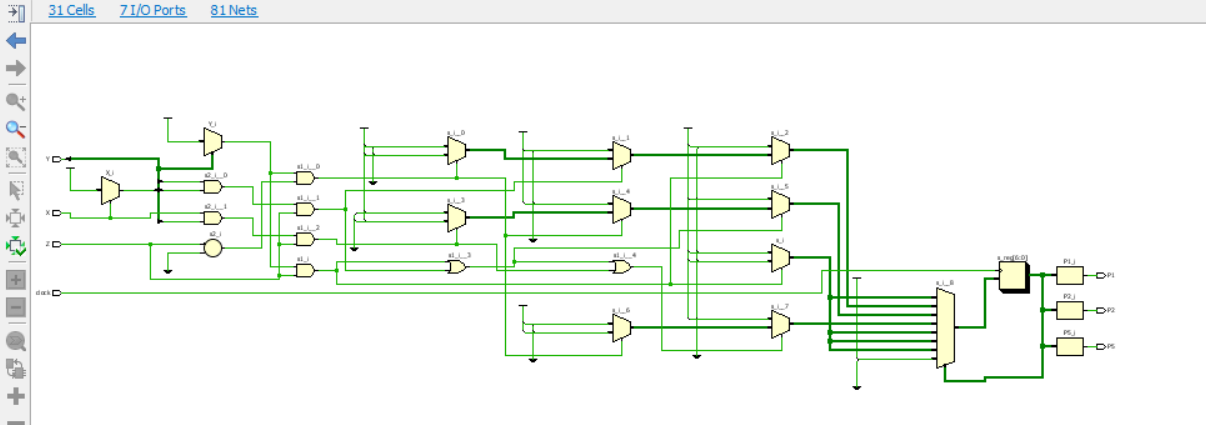 31 Cells 7 I/O Ports 81 Nets
Y_i
s_i__0
s_i__1
s_i__2
Y
X_i
s2_i__0
s1_i__0
s_i__4
s_i__5
s1_i__1
s_i__3
X
s2_i__1
s1_i__2
s2_i
Z
s_i
s1_i
s1_i__3
s1_i__4
s_reg[6:0]
P1_i
P1
clock
s_i__8
P2_i
P2
s_i__6
s_i__7
P5_i
P5